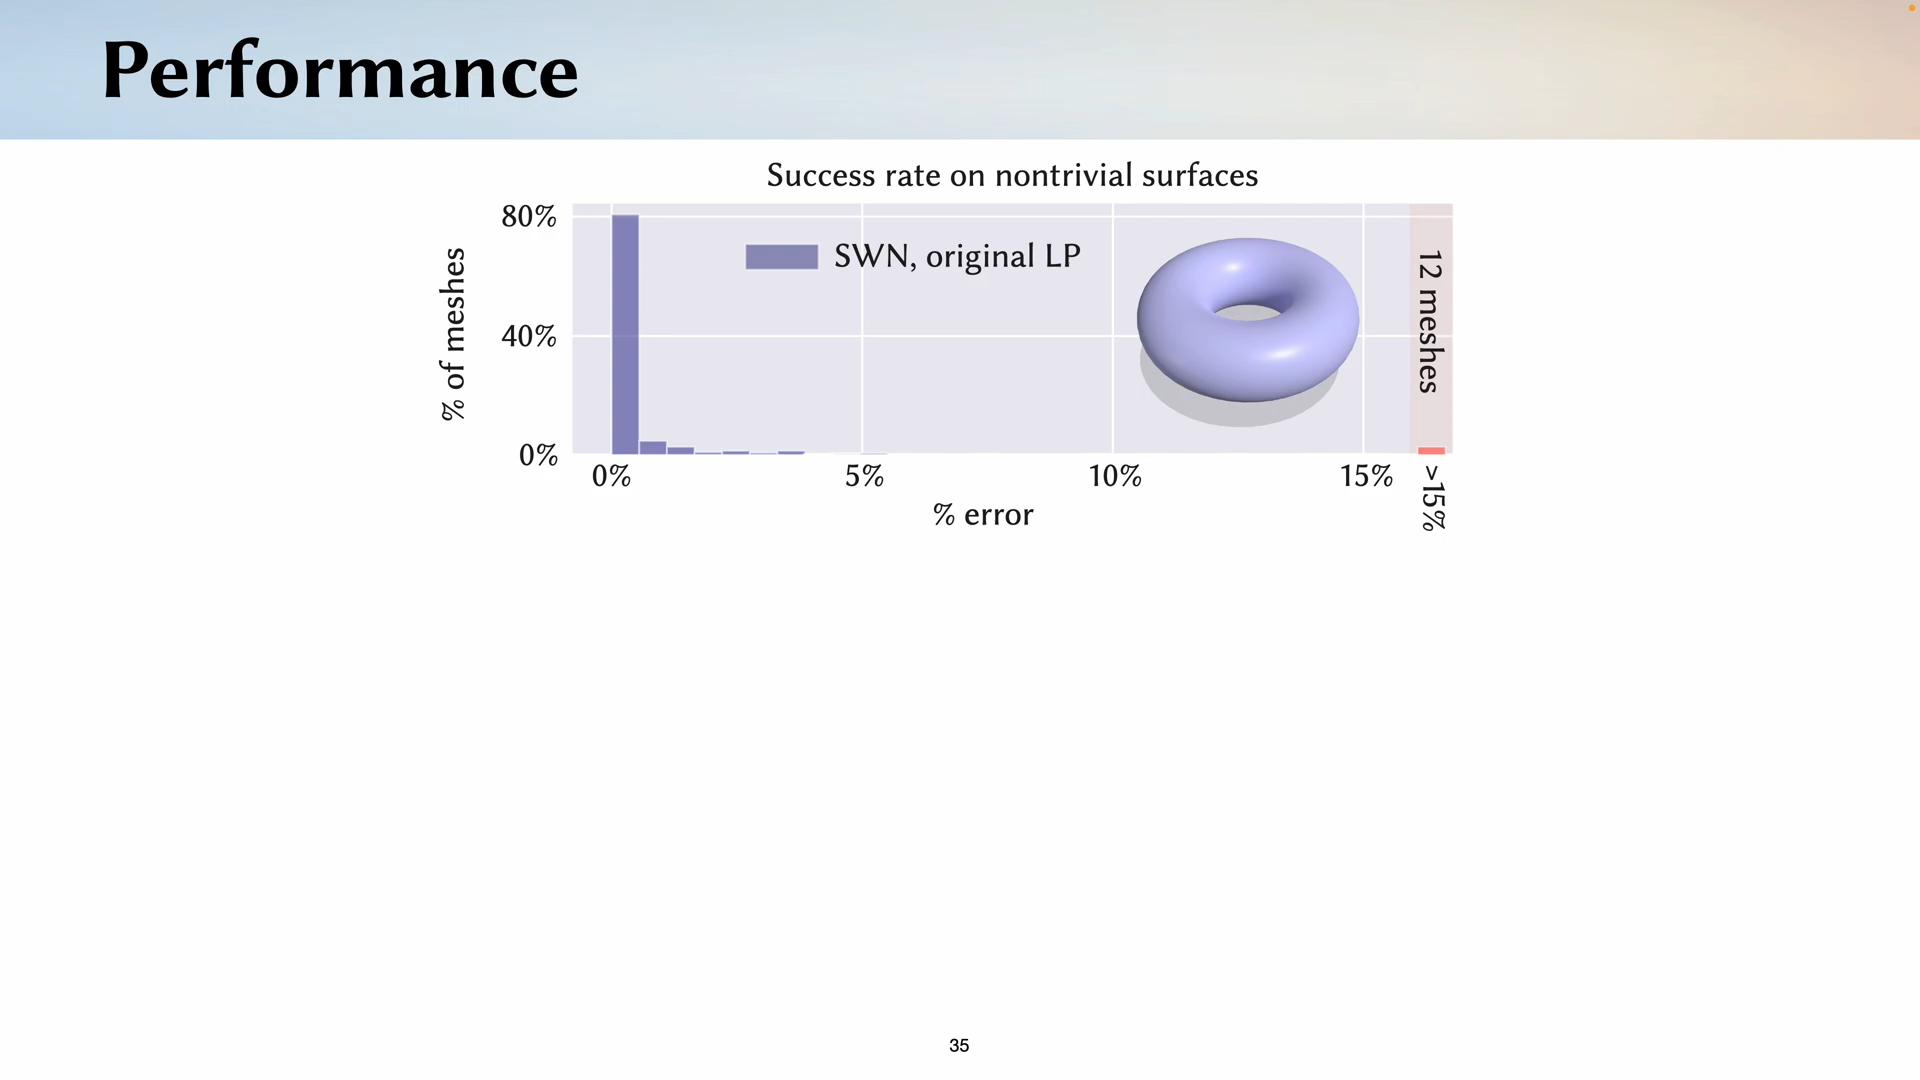 Performance
Success rate on nontrivial surfaces
80%
40%
0%
% of meshes
SWN, original LP
12 meshes
0%
5%
10%
15%
>15%
% error
35